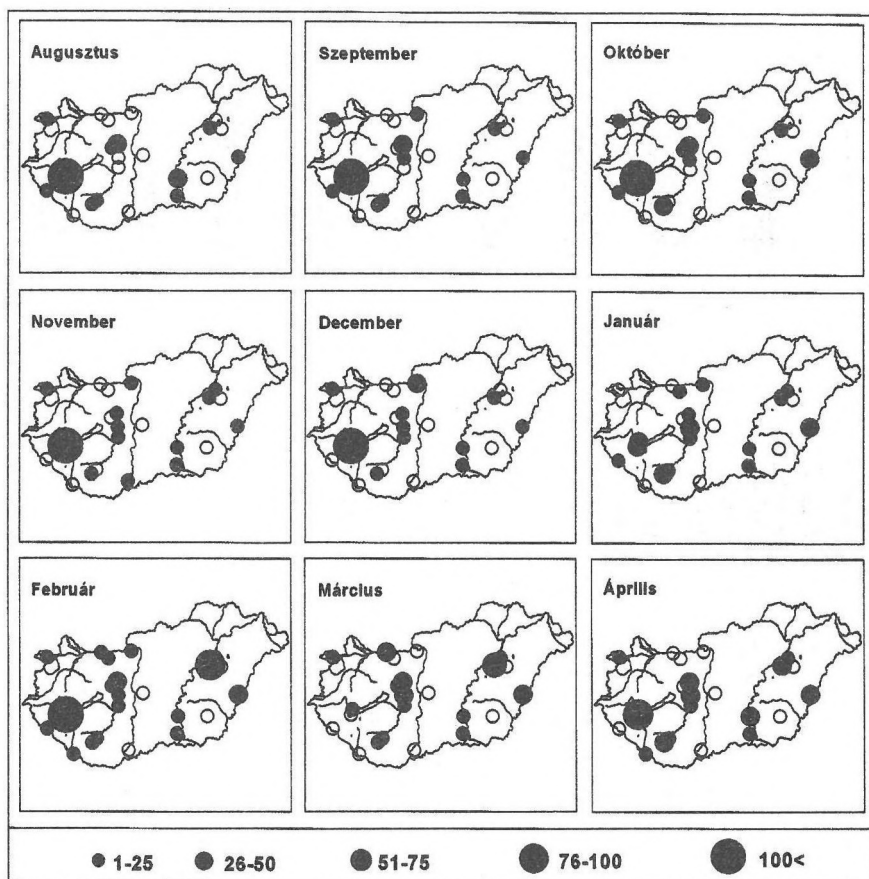 Augusztus
Szeptember
Október
November
December
Január
Február
Március
Április
1-25
26-50
51-75
76-100
100<